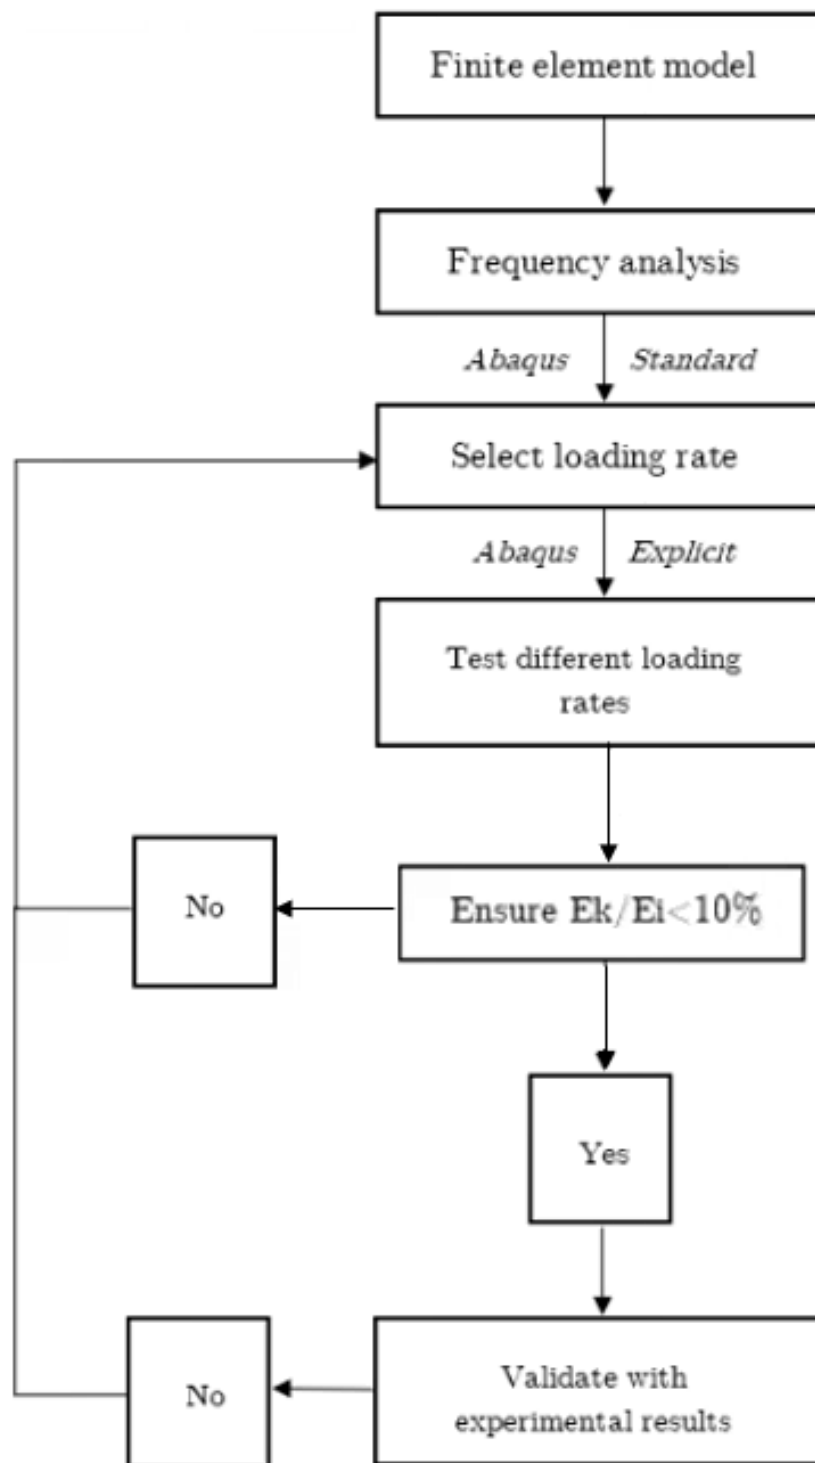 Finite element model
Frequency analysis
Abaqus Standard
Select loading rate
Abaqus Explicit
Test different loading
rates
No
Ensure Ek/Ei<10%
Yes
No
Validate with
experimental results